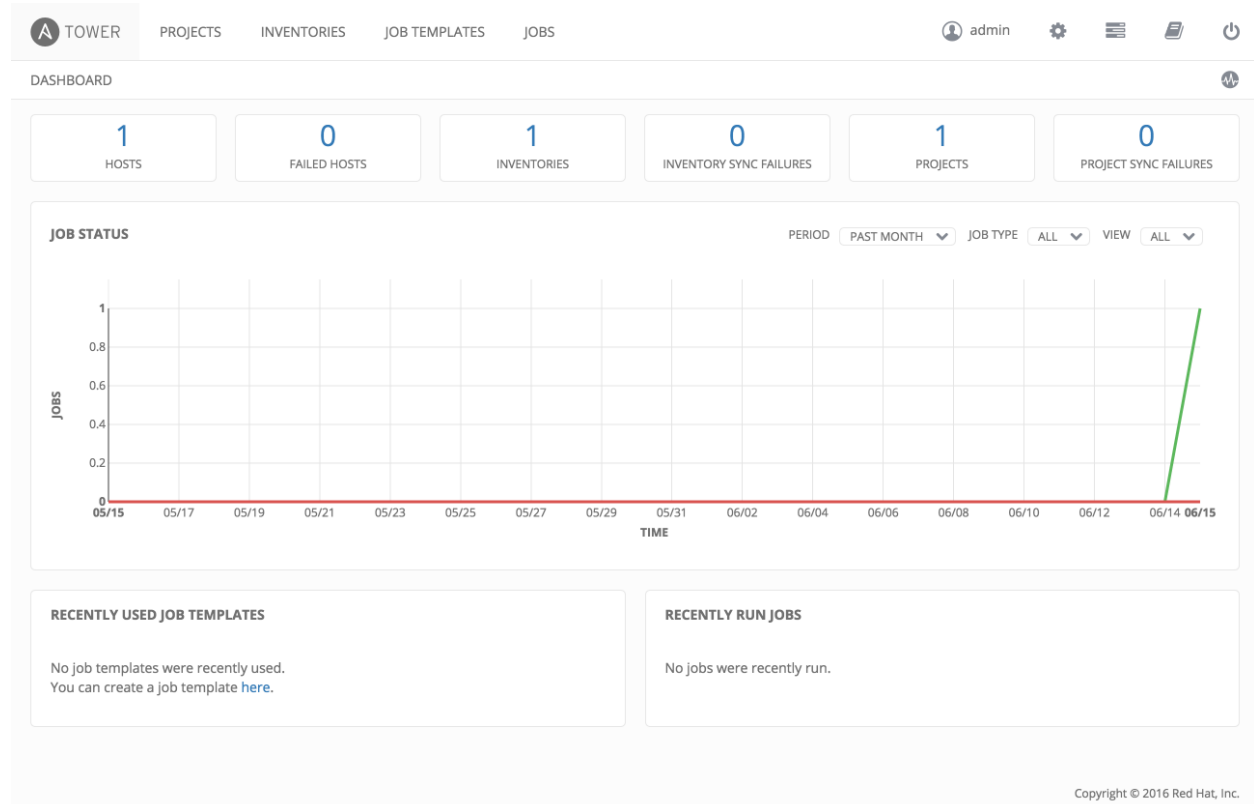 A TOWER PROJECTS INVENTORIES JOB TEMPLATES JOBS admin
DASHBOARD
1 0 1 0 1 0
HOSTS FAILED HOSTS INVENTORIES INVENTORY SYNC FAILURES PROJECTS PROJECT SYNC FAILURES
JOB STATUS PERIOD PAST MONTH JOB TYPE ALL VIEW ALL
1
0.8
0.6
0.4
0.2
0
JOBS
05/15 05/17 05/19 05/21 05/23 05/25 05/27 05/29 05/31 06/02 06/04 06/06 06/08 06/10 06/12 06/14 06/15
TIME
RECENTLY USED JOB TEMPLATES
No job templates were recently used.
You can create a job template here.
RECENTLY RUN JOBS
No jobs were recently run.
Copyright © 2016 Red Hat, Inc.